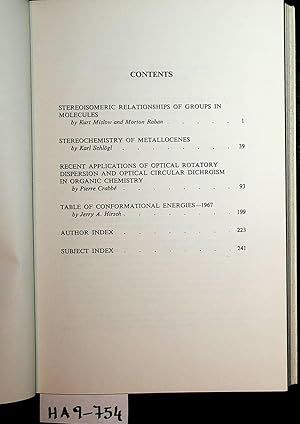 CONTENTS
STEREOISOMERIC RELATIONSHIPS OF GROUPS IN
MOLECULES
by Kurt Mislow and Morton Raban . . . . . 1
STEREOCHEMISTRY OF METALLOCENES
by Karl Schlögl . . . . . . . . 39
RECENT APPLICATIONS OF OPTICAL ROTATORY
DISPERSION AND OPTICAL CIRCULAR DICHROISM
IN ORGANIC CHEMISTRY
by Pierre Crabbé . . . . . . . . 93
TABLE OF CONFORMATIONAL ENERGIES—1967
by Jerry A. Hirsch . . . . . . . . 199
AUTHOR INDEX . . . . . . . . 223
SUBJECT INDEX . . . . . . . . 241
HA9-754